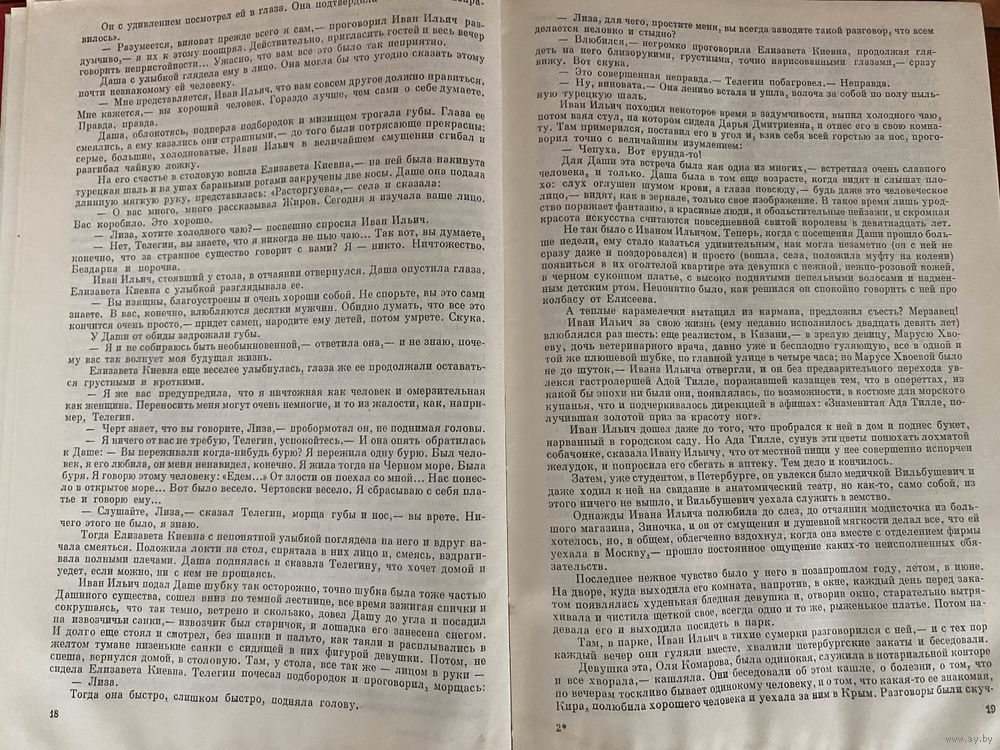 Он с удивлением посмотрел ей в глаза. Она подтвердила
вилось».
— Разумеется, виноват прежде всего я сам,— проговорил Иван Ильич раз-
думчиво,— я их к этому поощрял. Действительно, пригласить гостей и весь вечер
говорить непристойности... Ужасно, что вам все это было так неприятно.
Даша с улыбкой глядела ему в лицо. Она могла бы что угодно сказать этому
почти незнакомому ей человеку.
— Мне представляется, Иван Ильич, что вам совсем другое должно нравиться.
Мне кажется,— вы хороший человек. Гораздо лучше, чем сами о себе думаете.
Правда, правда.
Даша, облокотясь, подперла подбородок и мизинцем трогала губы. Глаза ее
смеялись, а ему казались они страшными,— до того были потрясающе прекрасны:
серые, большие, холодноватые. Иван Ильич в величайшем смущении сгибал и
разгибал чайную ложку.
На его счастье в столовую вошла Елизавета Киевна,— на ней была накинута
турецкая шаль и на ушах бараньими рогами закручены две косы. Даше она подала
длинную мягкую руку, представилась: «Расторгуева»,— села и сказала:
— О вас много, много рассказывал Жиров. Сегодня я изучала ваше лицо.
Вас коробило. Это хорошо.
— Лиза, хотите холодного чаю?— поспешно спросил Иван Ильич.
— Нет, Телегин, вы знаете, что я никогда не пью чаю... Так вот, вы думаете,
конечно, что за странное существо говорит с вами? Я — никто. Ничтожество.
Бездарна и порочна.
Иван Ильич, стоявший у стола, в отчаянии отвернулся. Даша опустила глаза.
Елизавета Киевна с улыбкой разглядывала ее.
— Вы изящны, благоустроены и очень хороши собой. Не спорьте, вы это сами
знаете. В вас, конечно, влюбляются десятки мужчин. Обидно думать, что все это
кончится очень просто,— придет самец, народите ему детей, потом умрете. Скука.
У Даши от обиды задрожали губы.
— Я и не собираюсь быть необыкновенной,— ответила она,— и не знаю, поче-
му вас так волнует моя будущая жизнь.
Елизавета Киевна еще веселее улыбнулась, глаза же ее продолжали оставать-
ся грустными и кроткими.
— Я же вас предупредила, что я ничтожная как человек и омерзительная
как женщина. Переносить меня могут очень немногие, и то из жалости, как, напри-
мер, Телегин.
— Черт знает, что вы говорите, Лиза,— пробормотал он, не поднимая головы.
— Я ничего от вас не требую, Телегин, успокойтесь.— И она опять обратилась
к Даше: — Вы переживали когда-нибудь бурю? Я пережила одну бурю. Был чело-
век, я его любила, он меня ненавидел, конечно. Я жила тогда на Черном море. Была
буря. Я говорю этому человеку: «Едем...» От злости он поехал со мной... Нас понес-
ло в открытое море... Вот было весело. Чертовски весело. Я сбрасываю с себя пла-
тье и говорю ему...
— Слушайте, Лиза,— сказал Телегин, морща губы и нос,— вы врете. Ни-
чего этого не было, я знаю.
Тогда Елизавета Киевна с непонятной улыбкой поглядела на него и вдруг на-
чала смеяться. Положила локти на стол, спрятала в них лицо и, смеясь, вздраги-
вала полными плечами. Даша поднялась и сказала Телегину, что хочет домой и
уедет, если можно, ни с кем не прощаясь.
Иван Ильич подал Даше шубку так осторожно, точно шубка была тоже частью
Дашиного существа, сошел вниз по темной лестнице, все время зажигая спички и
сокрушаясь, что так темно, ветрено и скользко, довел Дашу до угла и посадил
на извозчичьи санки,— извозчик был старичок, и лошадка его занесена снегом.
И долго еще стоял и смотрел, без шапки и пальто, как таяли и расплывались в
желтом тумане низенькие санки с сидящей в них фигурой девушки. Потом, не
спеша, вернулся домой, в столовую. Там, у стола, все так же — лицом в руки —
сидела Елизавета Киевна. Телегин почесал подбородок и проговорил, морщась:
— Лиза.
Тогда она быстро, слишком быстро, подняла голову.
18
— Лиза, для чего, простите меня, вы всегда заводите такой разговор, что всем
делается неловко и стыдно?
— Влюбился,— негромко проговорила Елизавета Киевна, продолжая гля-
деть на него близорукими, грустными, точно нарисованными глазами,— сразу
вижу. Вот скука.
— Это совершенная неправда.— Телегин побагровел.— Неправда.
— Ну, виновата.— Она лениво встала и ушла, волоча за собой по полу пыль-
ную турецкую шаль.
Иван Ильич походил некоторое время в задумчивости, выпил холодного чаю,
потом взял стул, на котором сидела Дарья Дмитриевна, и отнес его в свою комна-
ту. Там примерился, поставил его в угол и, взяв себя всей горстью за нос, прого-
ворил точно с величайшим изумлением:
— Чепуха. Вот ерунда-то!
Для Даши эта встреча была как одна из многих,— встретила очень славного
человека, и только. Даша была в том еще возрасте, когда видят и слышат пло-
хо: слух оглушен шумом крови, а глаза повсюду,— будь даже это человеческое
лицо,— видят, как в зеркале, только свое изображение. В такое время лишь урод-
ство поражает фантазию, а красивые люди, и обольстительные пейзажи, и скромная
красота искусства считаются повседневной свитой королевы в девятнадцать лет.
Не так было с Иваном Ильичом. Теперь, когда с посещения Даши прошло боль-
ше недели, ему стало казаться удивительным, как могла незаметно (он с ней не
сразу даже и поздоровался) и просто (вошла, села, положила муфту на колени)
появиться в их оголтелой квартире эта девушка с нежной, нежно-розовой кожей,
в черном суконном платье, с высоко поднятыми пепельными волосами и надмен-
ным детским ртом. Непонятно было, как решился он спокойно говорить с ней про
колбасу от Елисеева.
А теплые карамелечки вытащил из кармана, предложил съесть? Мерзавец!
Иван Ильич за свою жизнь (ему недавно исполнилось двадцать девять лет)
влюблялся раз шесть: еще реалистом, в Казани,— в зрелую девицу, Марусю Хво-
еву, дочь ветеринарного врача, давно уже и бесплодно гуляющую, все в одной и
той же плюшевой шубке, по главной улице в четыре часа; но Марусе Хвоевой было
не до шуток,— Ивана Ильича отвергли, и он без предварительного перехода ув-
лекся гастролершей Адой Тилле, поражавшей казанцев тем, что в опереттах, из
какой бы эпохи ни были они, появлялась, по возможности, в костюме для морского
купанья, что и подчеркивалось дирекцией в афишах: «Знаменитая Ада Тилле, по-
лучившая золотой приз за красоту ног».
Иван Ильич дошел даже до того, что пробрался к ней в дом и поднес букет,
нарванный в городском саду. Но Ада Тилле, сунув эти цветы понюхать лохматой
собачонке, сказала Ивану Ильичу, что от местной пищи у нее совершенно испорчен
желудок, и попросила его сбегать в аптеку. Тем дело и кончилось.
Затем, уже студентом, в Петербурге, он увлекся было медичкой Вильбушевич и
даже ходил к ней на свидание в анатомический театр, но как-то, само собой, из
этого ничего не вышло, и Вильбушевич уехала служить в земство.
Однажды Ивана Ильича полюбила до слез, до отчаяния модисточка из боль-
шого магазина, Зиночка, и он от смущения и душевной мягкости делал все, что ей
хотелось, но, в общем, облегченно вздохнул, когда она вместе с отделением фирмы
уехала в Москву,— прошло постоянное ощущение каких-то неисполненных обя-
зательств.
Последнее нежное чувство было у него в позапрошлом году, летом, в июне.
На дворе, куда выходила его комната, напротив, в окне, каждый день перед зака-
том появлялась худенькая бледная девушка и, отворив окно, старательно вытря-
хивала и чистила щеткой свое, всегда одно и то же, рыженькое платье. Потом на-
девала его и выходила посидеть в парк.
Там, в парке, Иван Ильич в тихие сумерки разговорился с ней,— и с тех пор
каждый вечер они гуляли вместе, хвалили петербургские закаты и беседовали.
Девушка эта, Оля Комарова, была одинокая, служила в нотариальной конторе
и все хворала,— кашляла. Они беседовали об этом кашле, о болезни, о том, что
по вечерам тоскливо бывает одинокому человеку, и о том, что какая-то ее знакомая,
Кира, полюбила хорошего человека и уехала за ним в Крым. Разговоры были скуч-
2*
19
www.ay.by